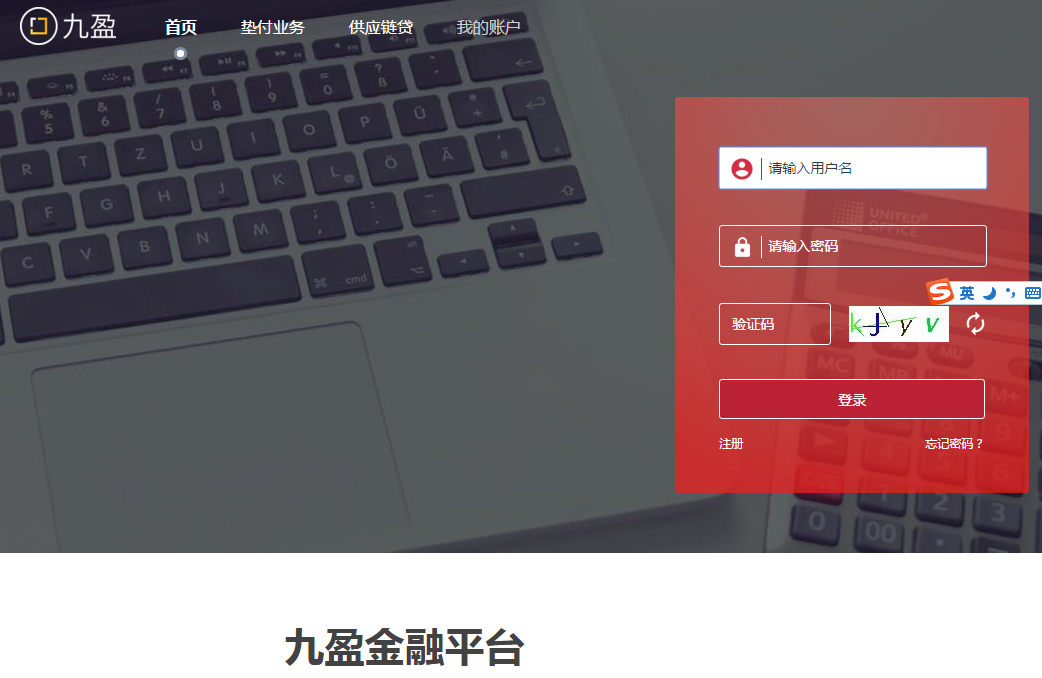 九盈 首页 垫付业务 供应链贷 我的账户
请输入用户名
UNITED
OFFICE
请输入密码
英
验证码 kJyv
登录
注册 忘记密码？
九盈金融平台